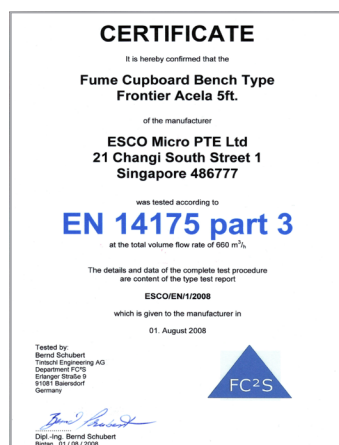 CERTIFICATE
It is hereby confirmed that the
Fume Cupboard Bench Type
Frontier Acela 5ft.
of the manufacturer
ESCO Micro PTE Ltd
21 Changi South Street 1
Singapore 486777
was tested according to
EN 14175 part 3
at the total volume flow rate of 660 m³/h
The details and data of the complete test procedure
are content of the type test report
ESCO/EN/1/2008
which is given to the manufacturer in
01. August 2008
Tested by:
Bernd Schubert
Tintschl Engineering AG
Department FC²S
Erlanger Straße 9
91081 Baiersdorf
Germany
FC²S
Bernd Schubert
Dipl.-Ing. Bernd Schubert
01 / 08 / 2008